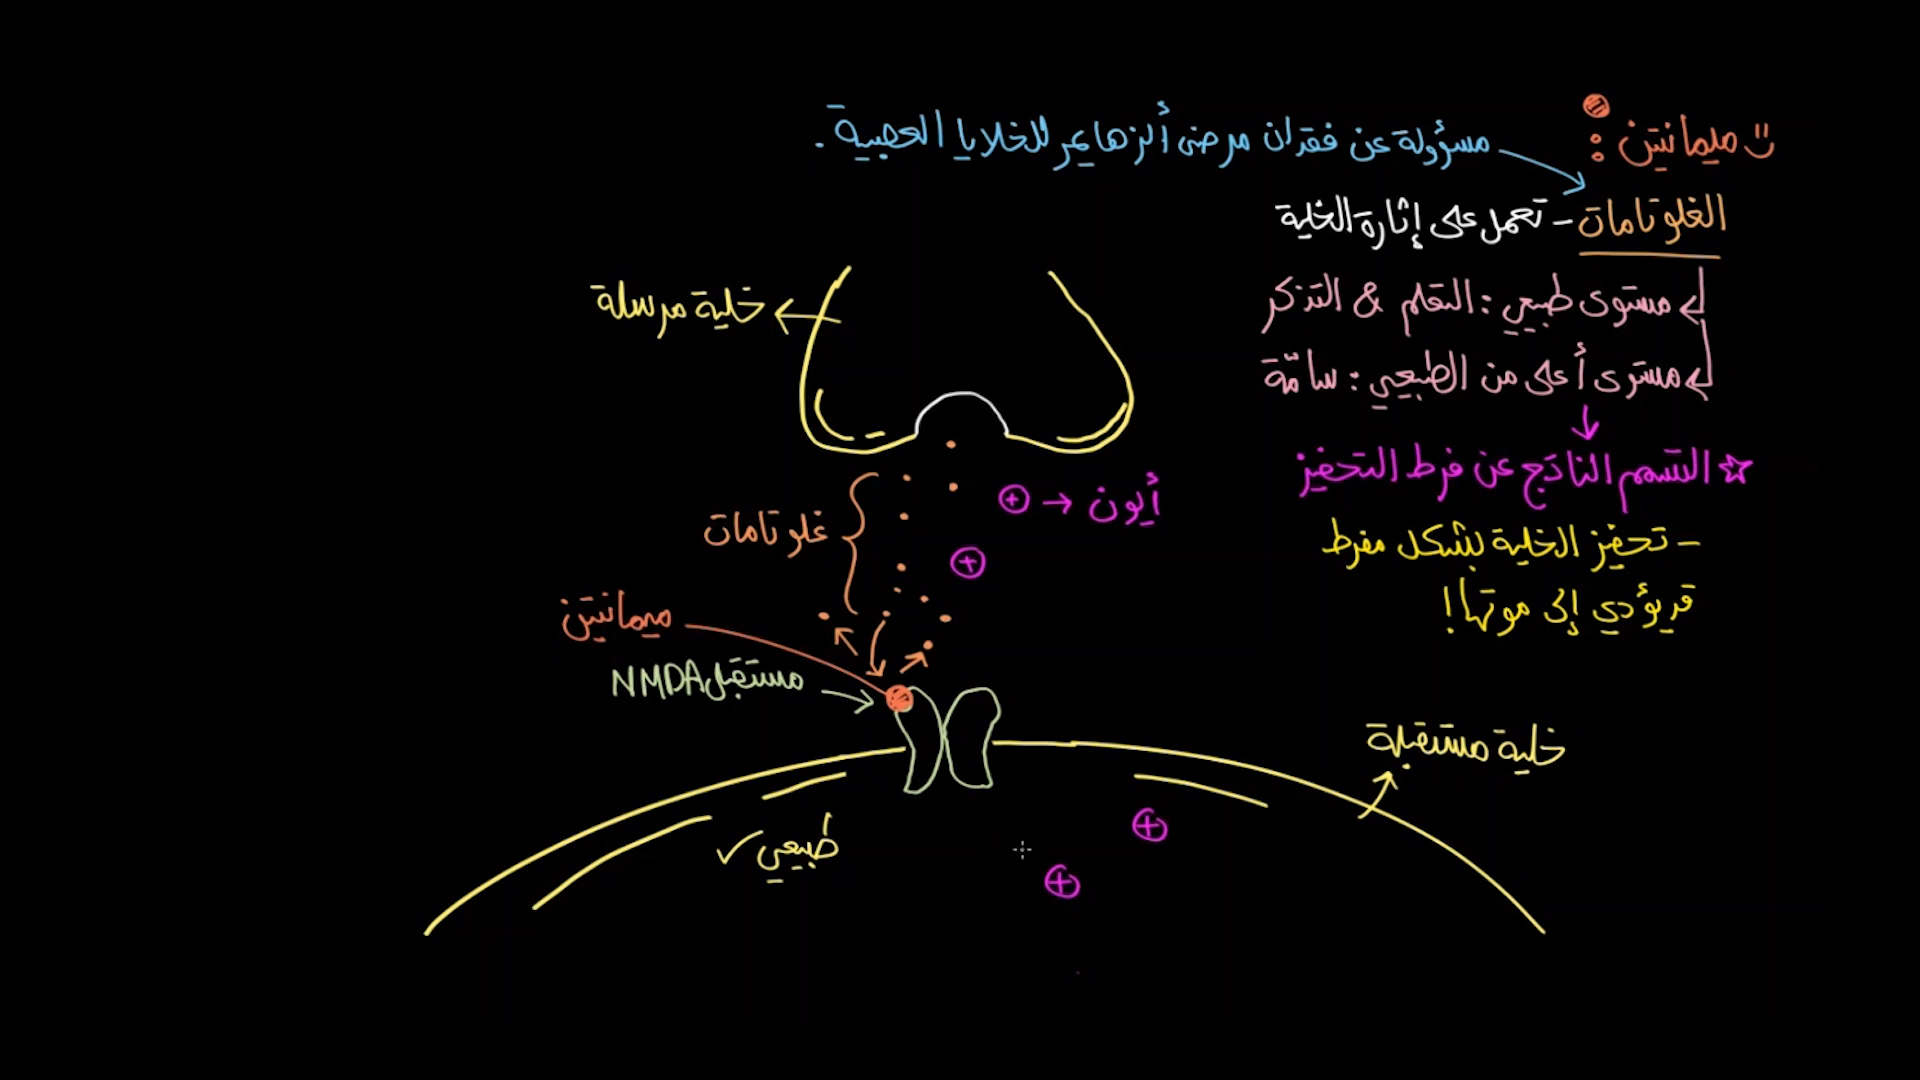 ميمانتين :
مسؤولة عن فقدان مرضى ألزهايمر للخلايا العصبية .
الغلوتامات - تعمل على إثارة الخلية
مستوى طبيعي : التعلم & التذكر
مستوى أعلى من الطبيعي : سامّة
☆ التسمم الناتج عن فرط التحفيز
- تحفيز الخلية بشكل مفرط
قد يؤدي إلى موتها !
خلية مرسلة
+ → أيون
+
غلوتامات
ميمانتين
مستقبل NMDA
خلية مستقبلة
طبيعي ✓
+
+